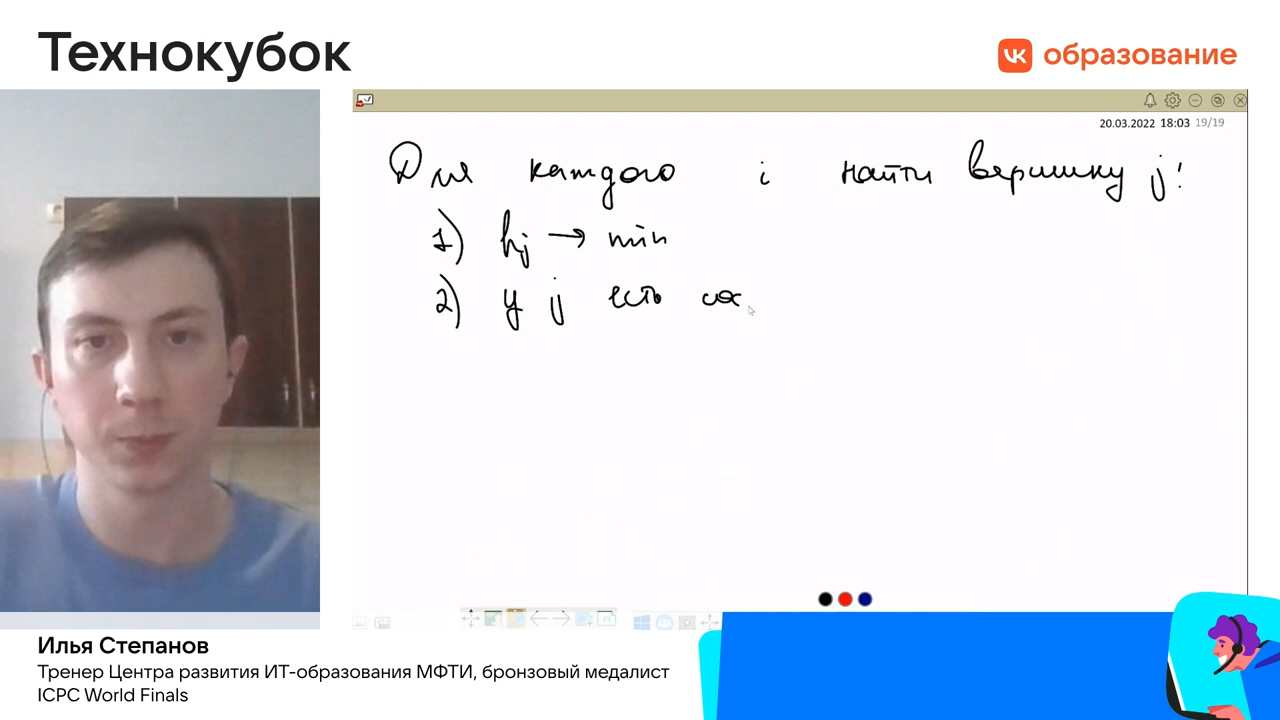 Технокубок
VK образование
20.03.2022 18:03 19/19
Для каждого i найти вершину j:
1) hj → min
2) у j есть
Илья Степанов
Тренер Центра развития ИТ-образования МФТИ, бронзовый медалист
ICPC World Finals